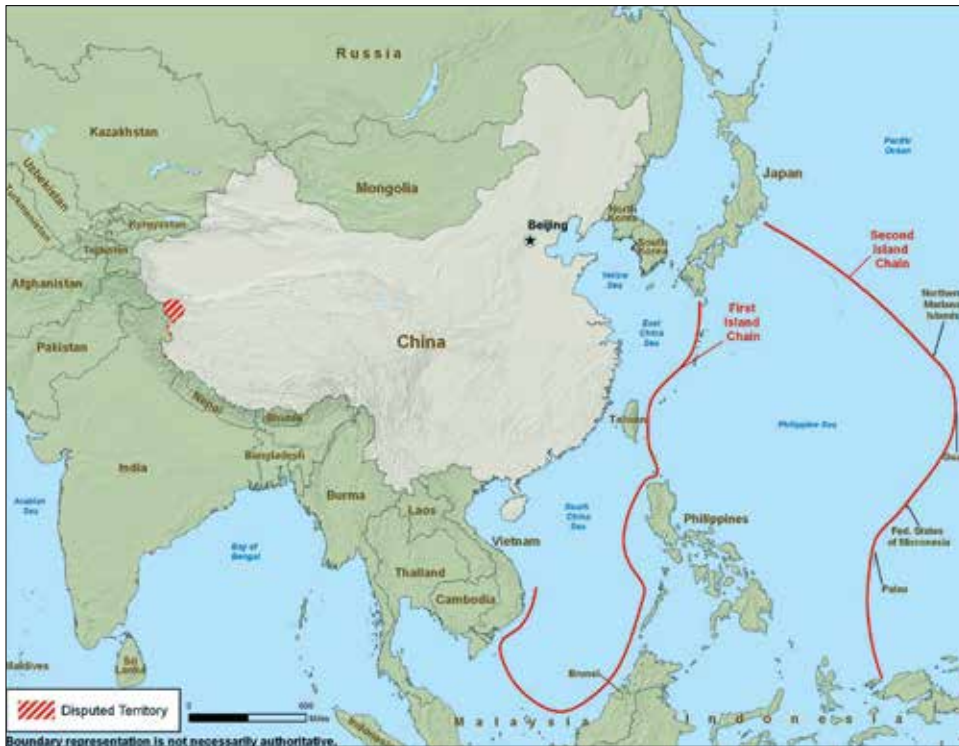 Russia
Kazakhstan
Mongolia
Uzbekistan
Turkmenistan
Kyrgyzstan
Tajikistan
Afghanistan
Pakistan
India
Nepal
Bhutan
Bangladesh
Burma
Laos
Thailand
Vietnam
Cambodia
China
Beijing
North
Korea
South
Korea
Japan
Pacific
Ocean
Yellow
Sea
East
China
Sea
First
Island
Chain
Second
Island
Chain
Northern
Mariana
Islands
Taiwan
Philippine Sea
South
China
Sea
Philippines
Fed. States
of Micronesia
Palau
Arabian
Sea
Bay of
Bengal
Maldives
Sri
Lanka
Brunei
Malaysia
Indonesia
Disputed Territory
0
600
Miles
Boundary representation is not necessarily authoritative.